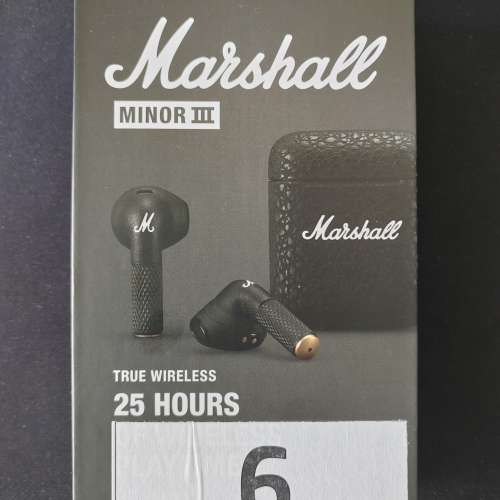 Marshall
MINOR III
M
Marshall
TRUE WIRELESS
25 HOURS
6